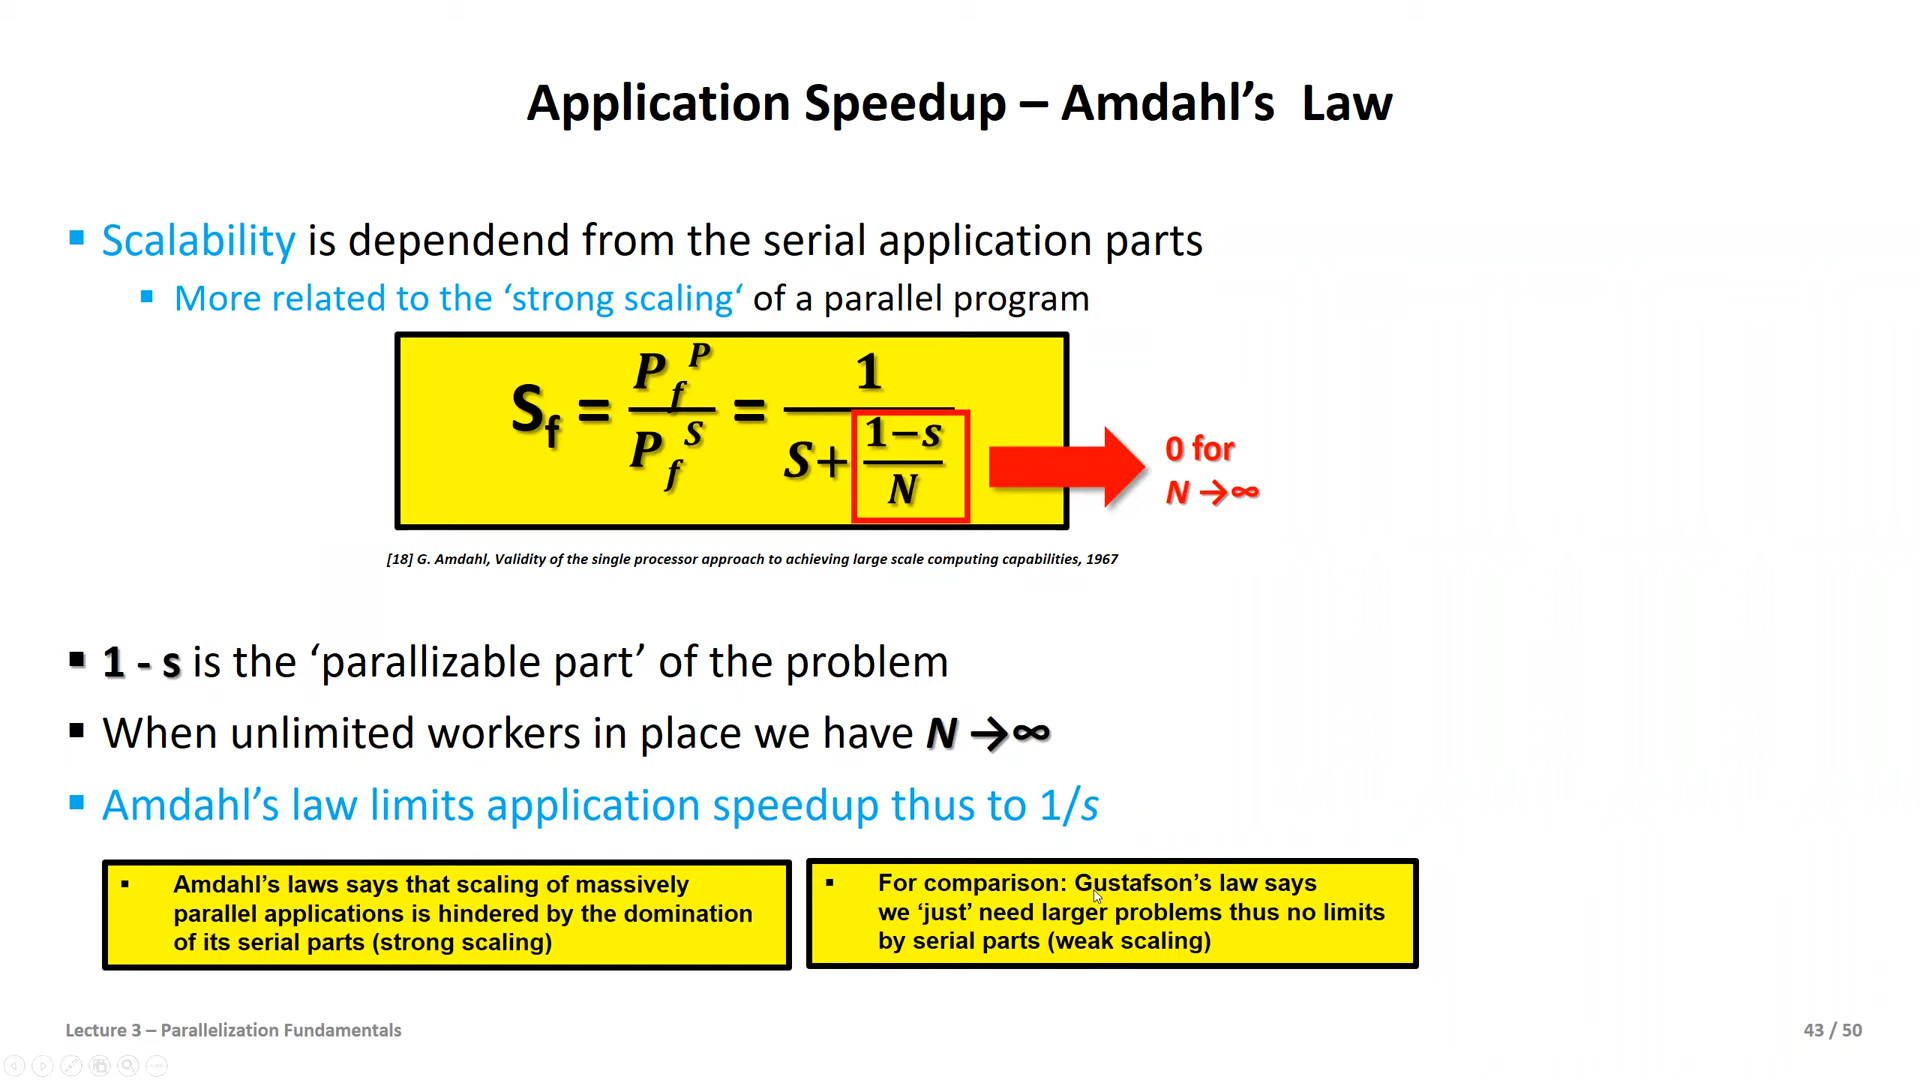 Application Speedup – Amdahl’s Law
▪ Scalability is dependend from the serial application parts
▪ More related to the ‘strong scaling‘ of a parallel program
S_f = P_f^P / P_f^S = 1 / (s + (1−s)/N)
0 for
N →∞
[18] G. Amdahl, Validity of the single processor approach to achieving large scale computing capabilities, 1967
▪ 1 - s is the ‘parallizable part’ of the problem
▪ When unlimited workers in place we have N →∞
▪ Amdahl’s law limits application speedup thus to 1/s
▪ Amdahl’s laws says that scaling of massively
parallel applications is hindered by the domination
of its serial parts (strong scaling)
▪ For comparison: Gustafson’s law says
we ‘just’ need larger problems thus no limits
by serial parts (weak scaling)
Lecture 3 – Parallelization Fundamentals
43 / 50